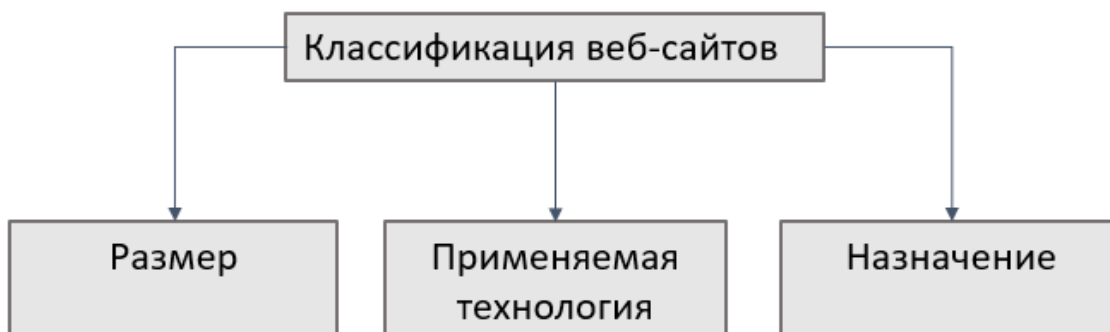 Классификация веб-сайтов
Размер
Применяемая
технология
Назначение